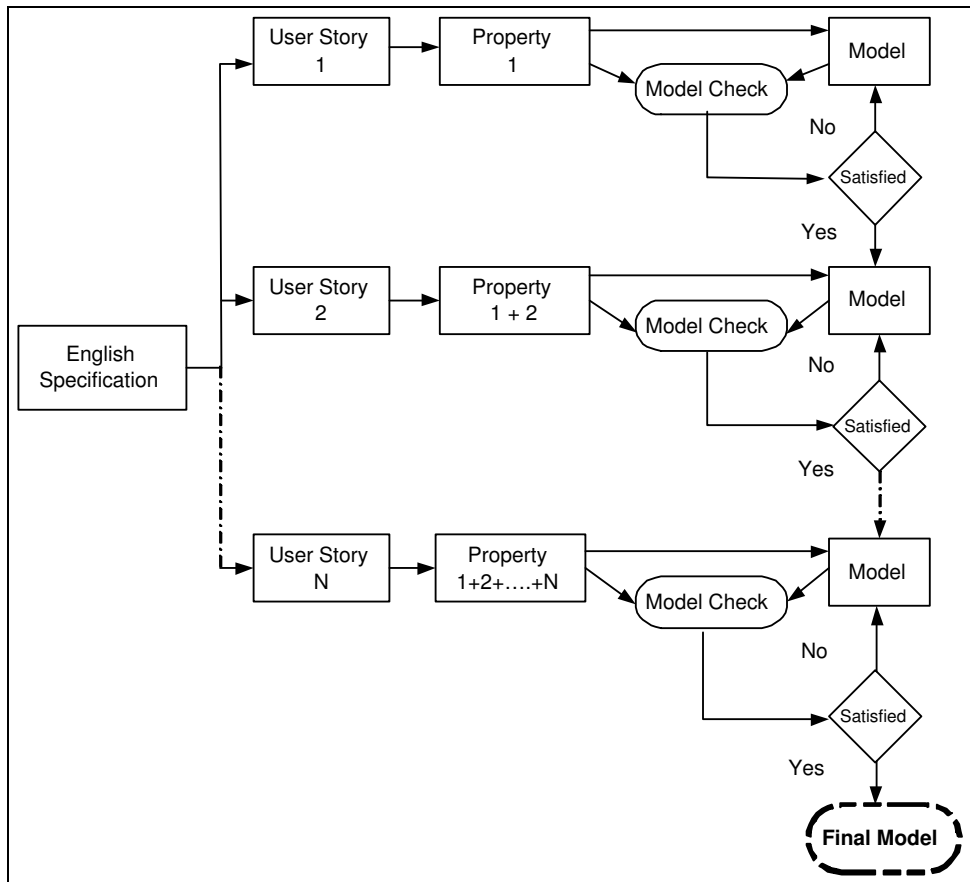 User Story
1
Property
1
Model
Model Check
No
Satisfied
Yes
User Story
2
Property
1 + 2
Model
Model Check
English
Specification
No
Satisfied
Yes
User Story
N
Property
1+2+....+N
Model
Model Check
No
Satisfied
Yes
Final Model